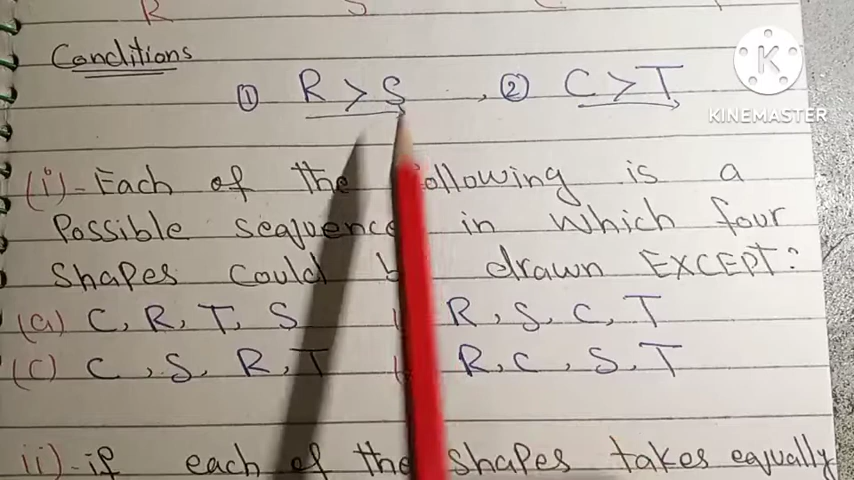 R S
Conditions
① R > S , ② C > T
KINEMASTER
(i) - Each of the following is a
Possible sequence in which four
shapes could drawn EXCEPT:
(a) C, R, T, S R, S, C, T
(C) C, S, R, T R, C, S, T
ii) - if each of the shapes takes equally